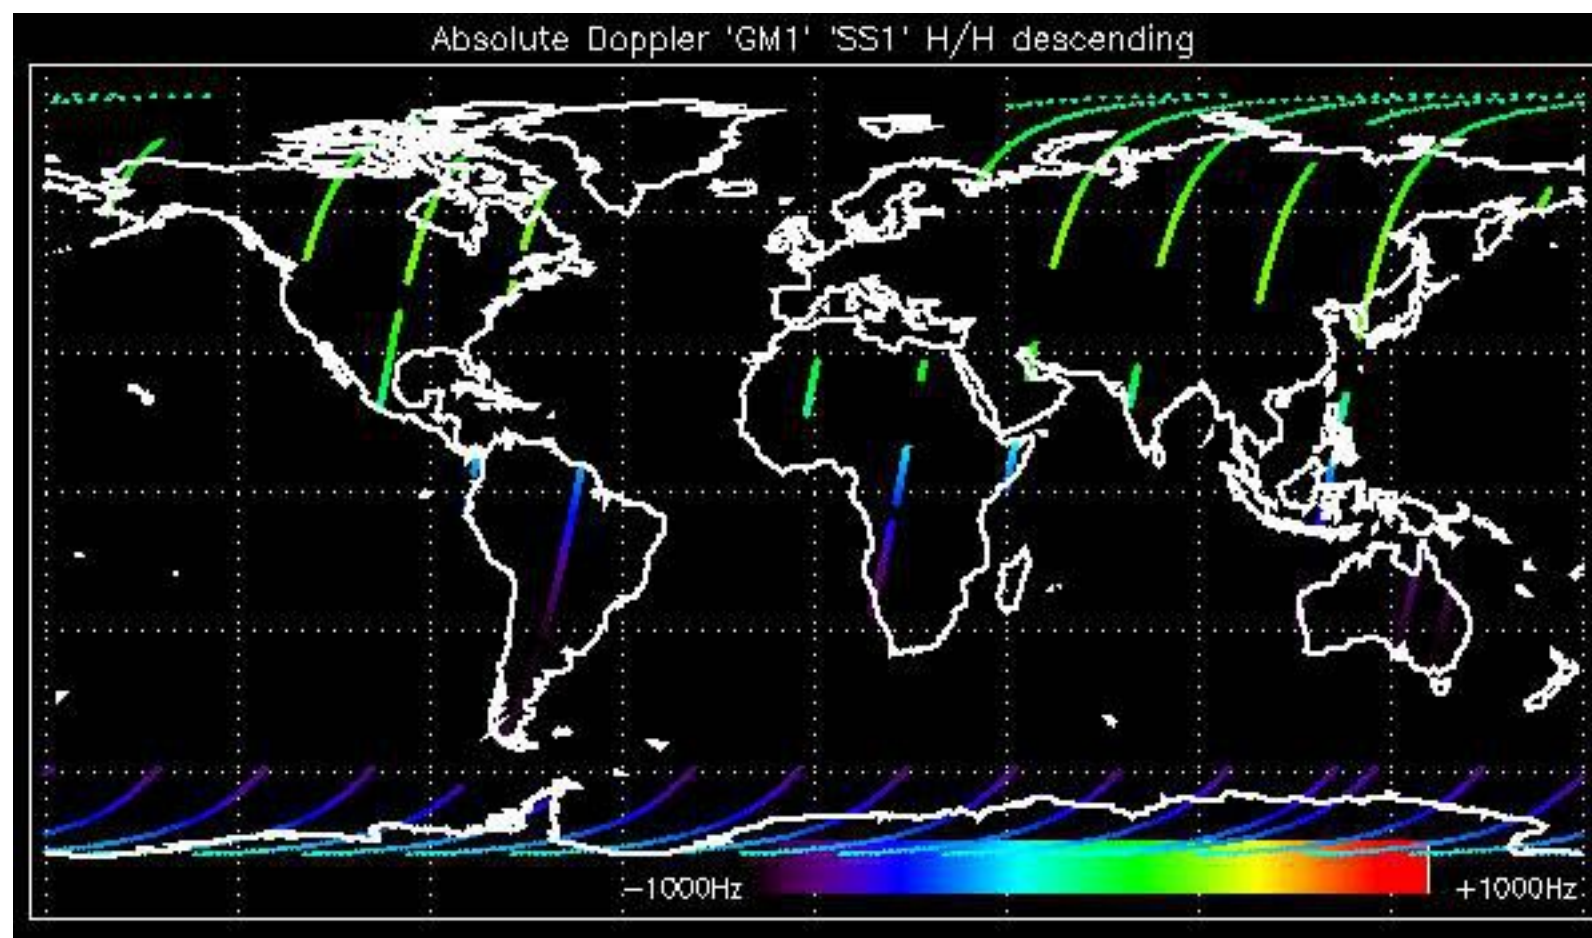 Absolute Doppler 'GM1' 'SS1' H/H descending
-1000Hz
+1000Hz